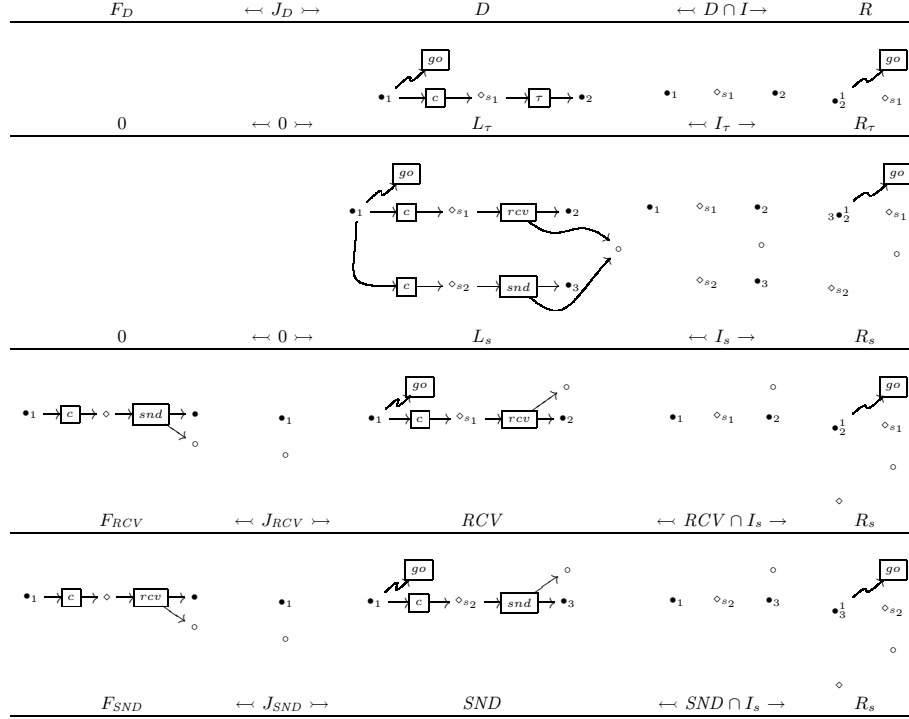 F_D ↢ J_D ↣ D ↢ D ∩ I ↣ R
go go
•₁ c ⋄s₁ τ •₂ •₁ ⋄s₁ •₂ •½ ⋄s₁
0 ↢ 0 ↣ L_τ ↢ I_τ → R_τ
go go
•₁ c ⋄s₁ rcv •₂ •₁ ⋄s₁ •₂ ₃•½ ⋄s₁
○ ○ ○
c ⋄s₂ snd •₃ ⋄s₂ •₃ ⋄s₂
0 ↢ 0 ↣ L_s ↢ I_s → R_s
go ○ ○ go
•₁ c ⋄ snd • •₁ •₁ c ⋄s₁ rcv •₂ •₁ ⋄s₁ •₂ •½ ⋄s₁
○ ○ ○
⋄
F_RCV ↢ J_RCV ↣ RCV ↢ RCV ∩ I_s → R_s
go ○ ○ go
•₁ c ⋄ rcv • •₁ •₁ c ⋄s₂ snd •₃ •₁ ⋄s₂ •₃ •⅓ ⋄s₂
○ ○ ○
⋄
F_SND ↢ J_SND ↣ SND ↢ SND ∩ I_s → R_s